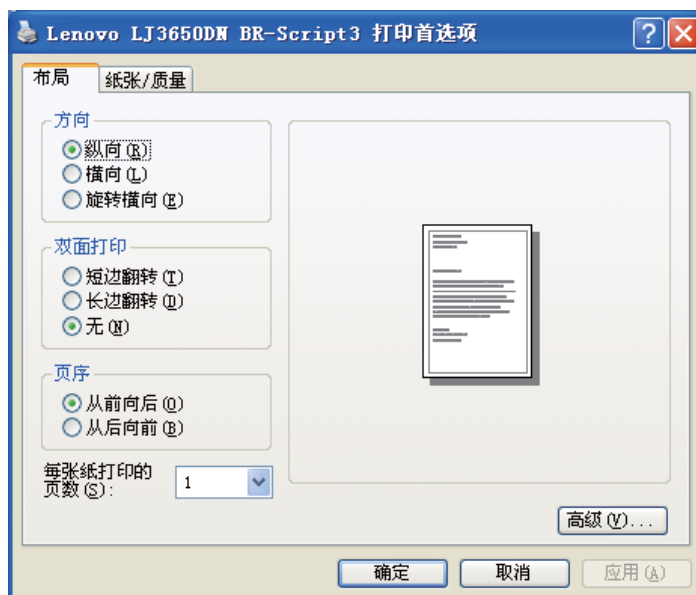 Lenovo LJ3650DN BR-Script3 打印首选项
布局
纸张/质量
方向
纵向(R)
横向(L)
旋转横向(E)
双面打印
短边翻转(T)
长边翻转(D)
无(N)
页序
从前向后(O)
从后向前(B)
每张纸打印的
页数(S):
1
高级(V)...
确定
取消
应用(A)